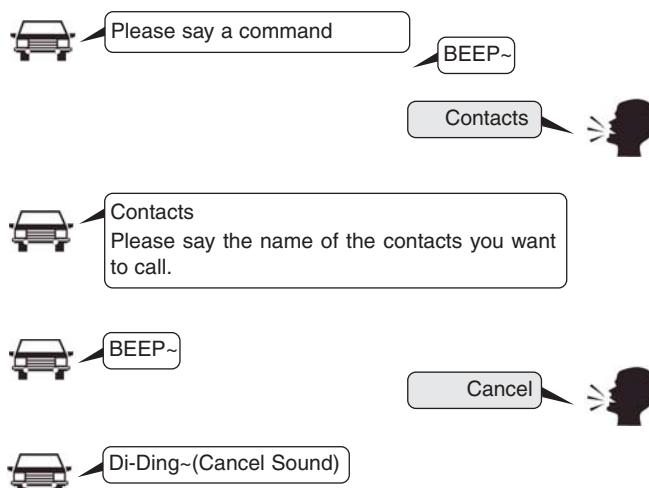 Please say a command
BEEP~
Contacts
Contacts
Please say the name of the contacts you want
to call.
BEEP~
Cancel
Di-Ding~(Cancel Sound)